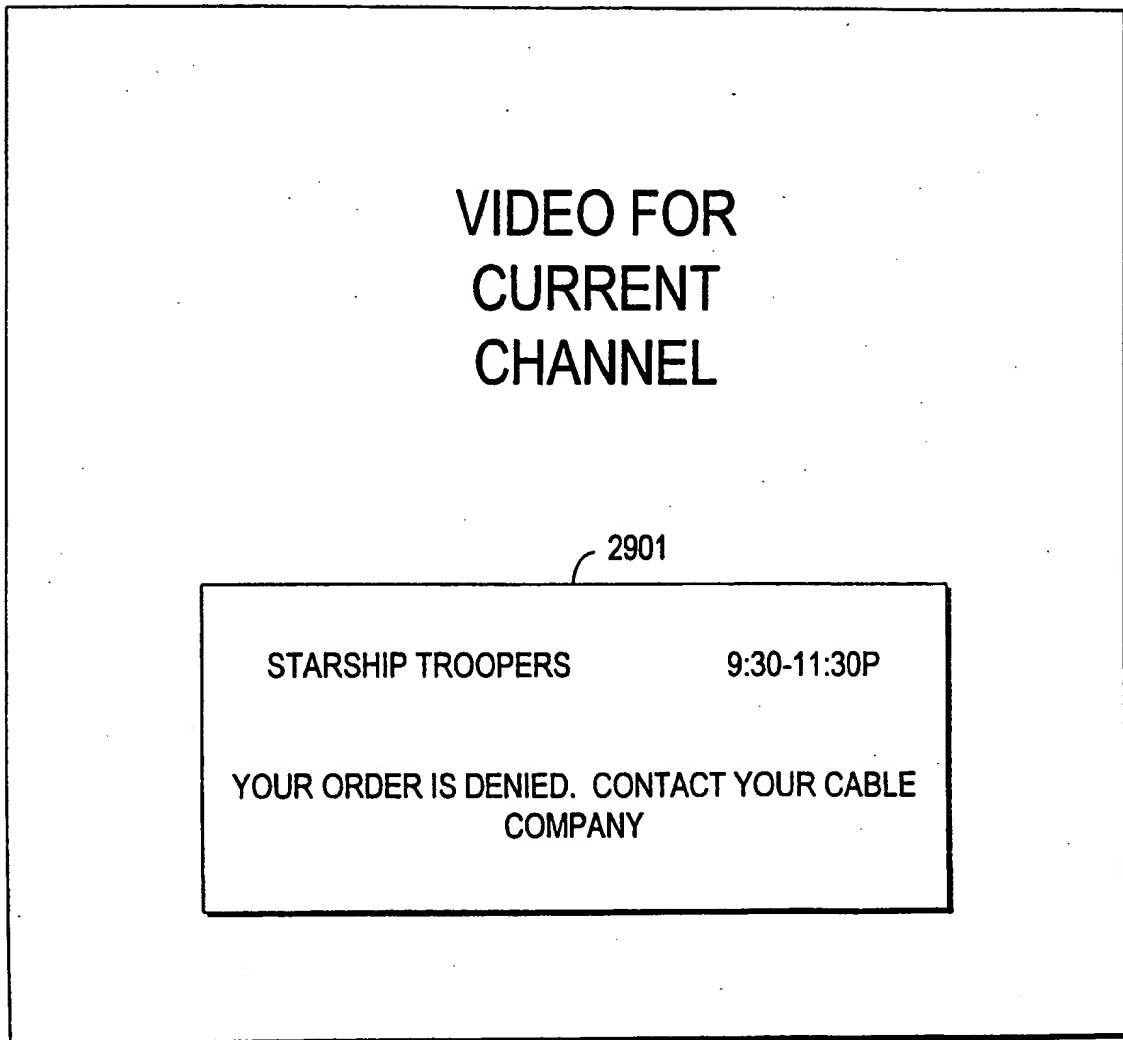 VIDEO FOR
CURRENT
CHANNEL
2901
STARSHIP TROOPERS 9:30-11:30P
YOUR ORDER IS DENIED. CONTACT YOUR CABLE
COMPANY